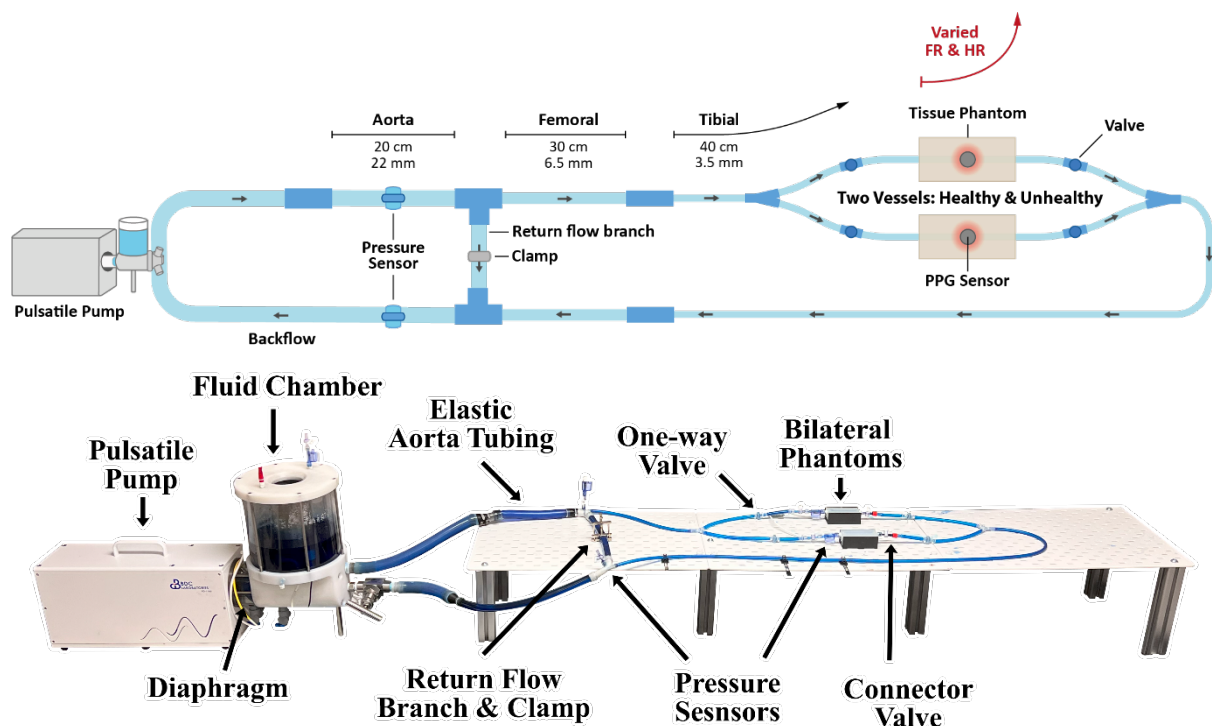 Varied
FR & HR
Aorta
20 cm
22 mm
Femoral
30 cm
6.5 mm
Tibial
40 cm
3.5 mm
Tissue Phantom
Valve
Two Vessels: Healthy & Unhealthy
Return flow branch
Pressure
Sensor
Clamp
PPG Sensor
Pulsatile Pump
Backflow
Fluid Chamber
Elastic
Aorta Tubing
One-way
Valve
Bilateral
Phantoms
Pulsatile
Pump
BDC
Diaphragm
Return Flow
Branch & Clamp
Pressure
Sesnsors
Connector
Valve